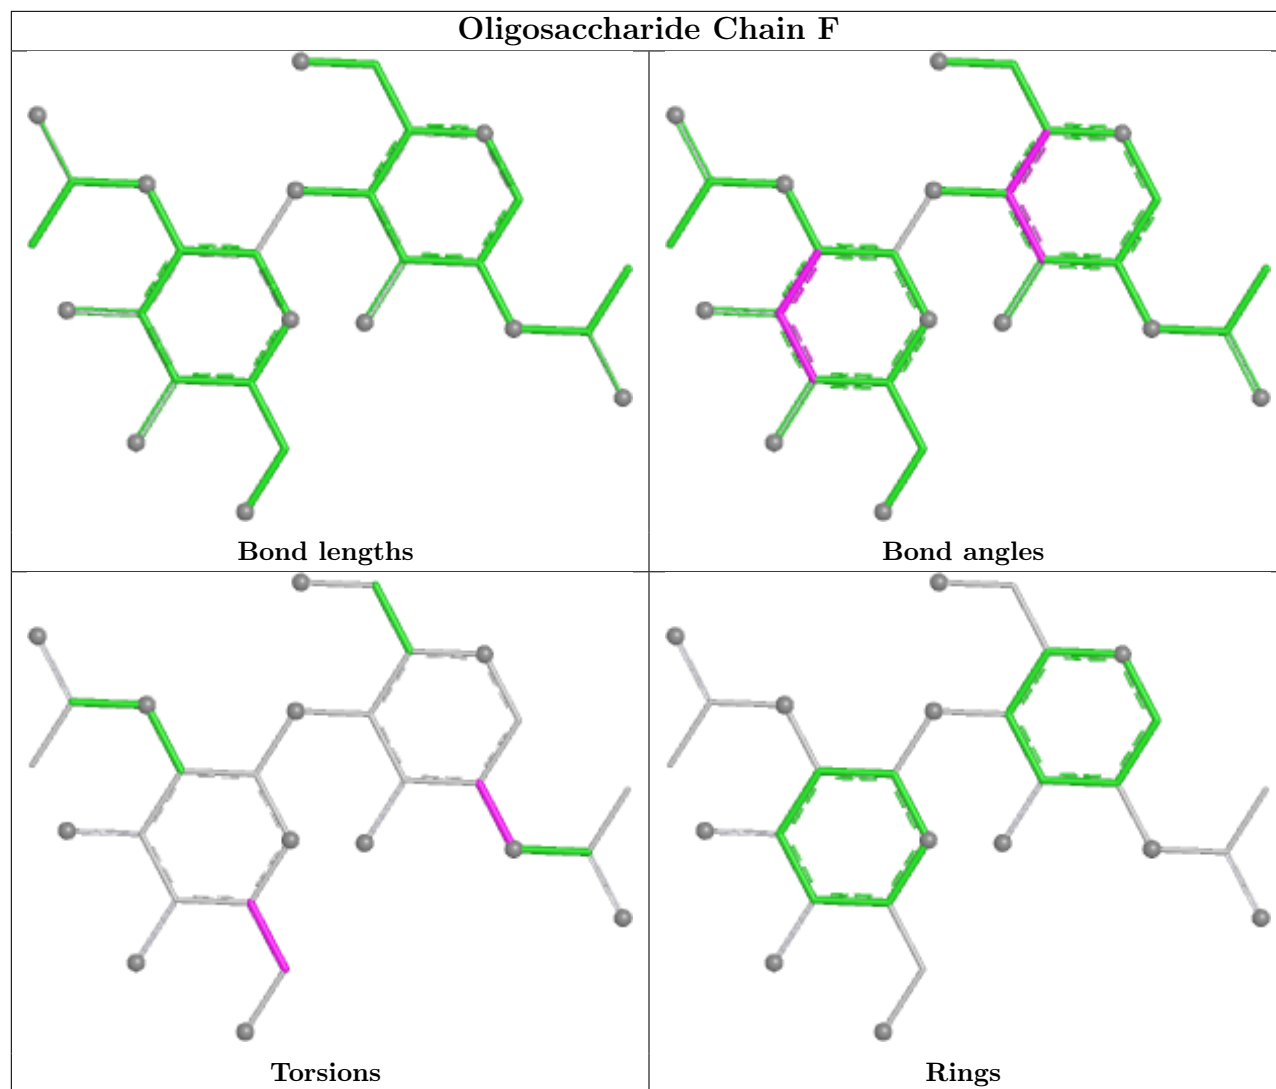 Oligosaccharide Chain F
Bond lengths
Bond angles
Torsions
Rings